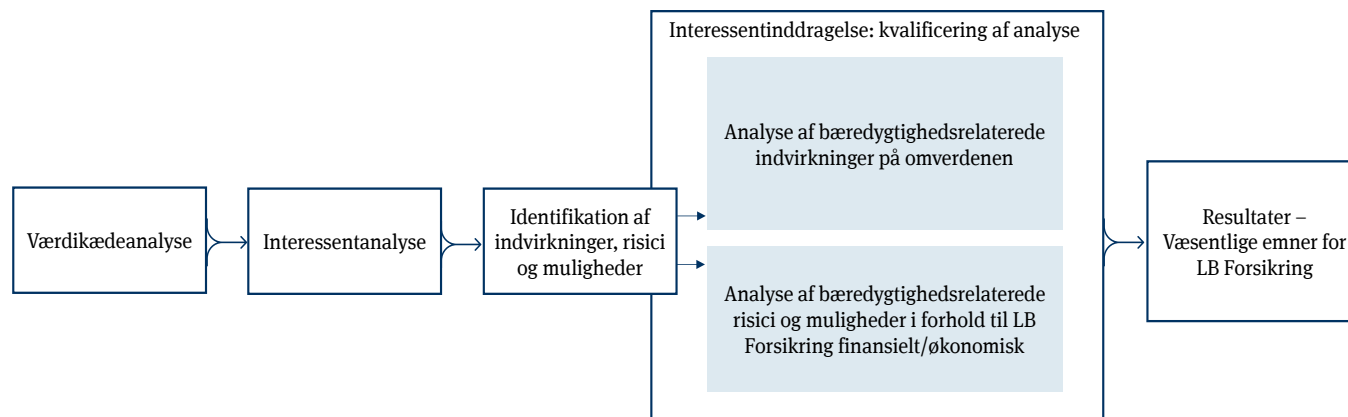 Værdikædeanalyse
Interessentanalyse
Identifikation af
indvirkninger, risici
og muligheder
Interessentinddragelse: kvalificering af analyse
Analyse af bæredygtighedsrelaterede
indvirkninger på omverdenen
Analyse af bæredygtighedsrelaterede
risici og muligheder i forhold til LB
Forsikring finansielt/økonomisk
Resultater –
Væsentlige emner for
LB Forsikring